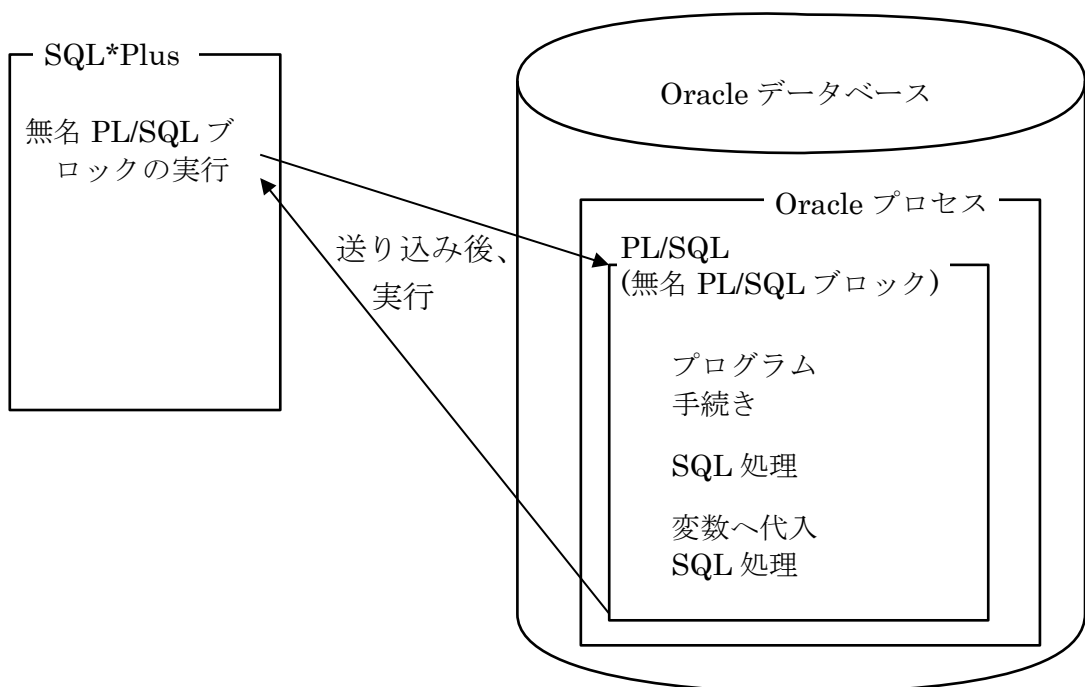 SQL*Plus
無名 PL/SQL ブ
ロックの実行
送り込み後、
実行
Oracle データベース
Oracle プロセス
PL/SQL
(無名 PL/SQL ブロック)
プログラム
手続き
SQL 処理
変数へ代入
SQL 処理